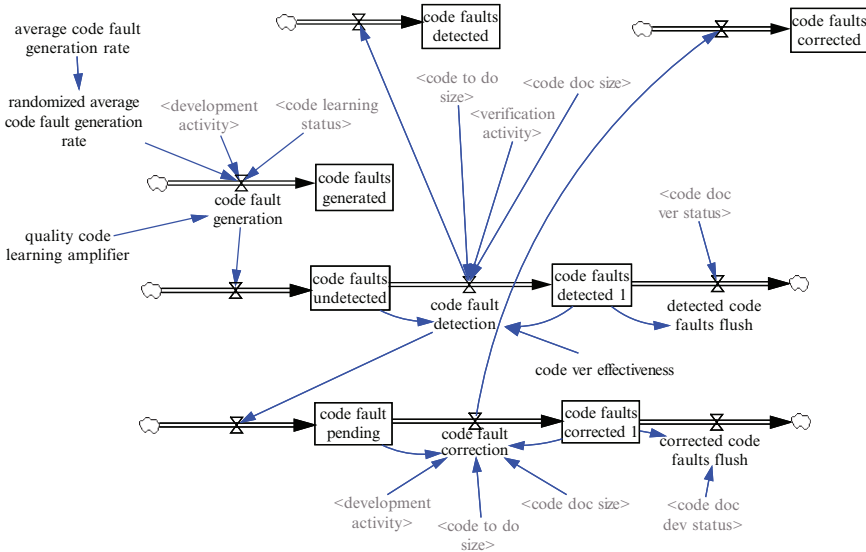 code faults
detected
code faults
corrected
average code fault
generation rate
randomized average
code fault generation
rate
<development
activity>
<code learning
status>
<code to do
size>
<verification
activity>
<code doc size>
code faults
generated
code fault
generation
quality code
learning amplifier
<code doc
ver status>
code faults
undetected
code fault
detection
code faults
detected 1
detected code
faults flush
code ver effectiveness
code fault
pending
code fault
correction
code faults
corrected 1
corrected code
faults flush
<development
activity>
<code to do
size>
<code doc size>
<code doc
dev status>